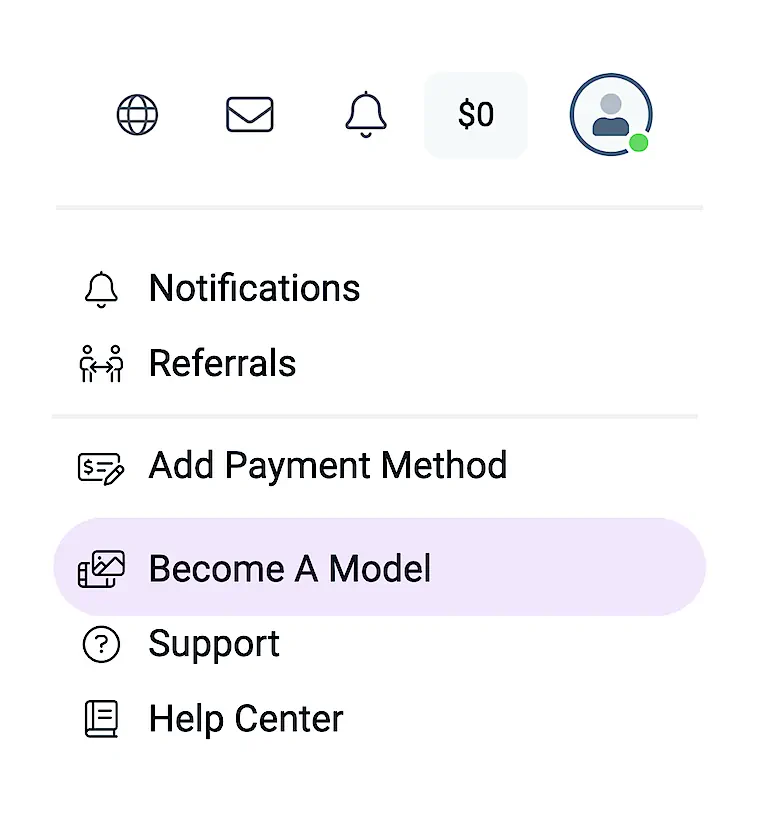 $0
Notifications
Referrals
Add Payment Method
Become A Model
Support
Help Center